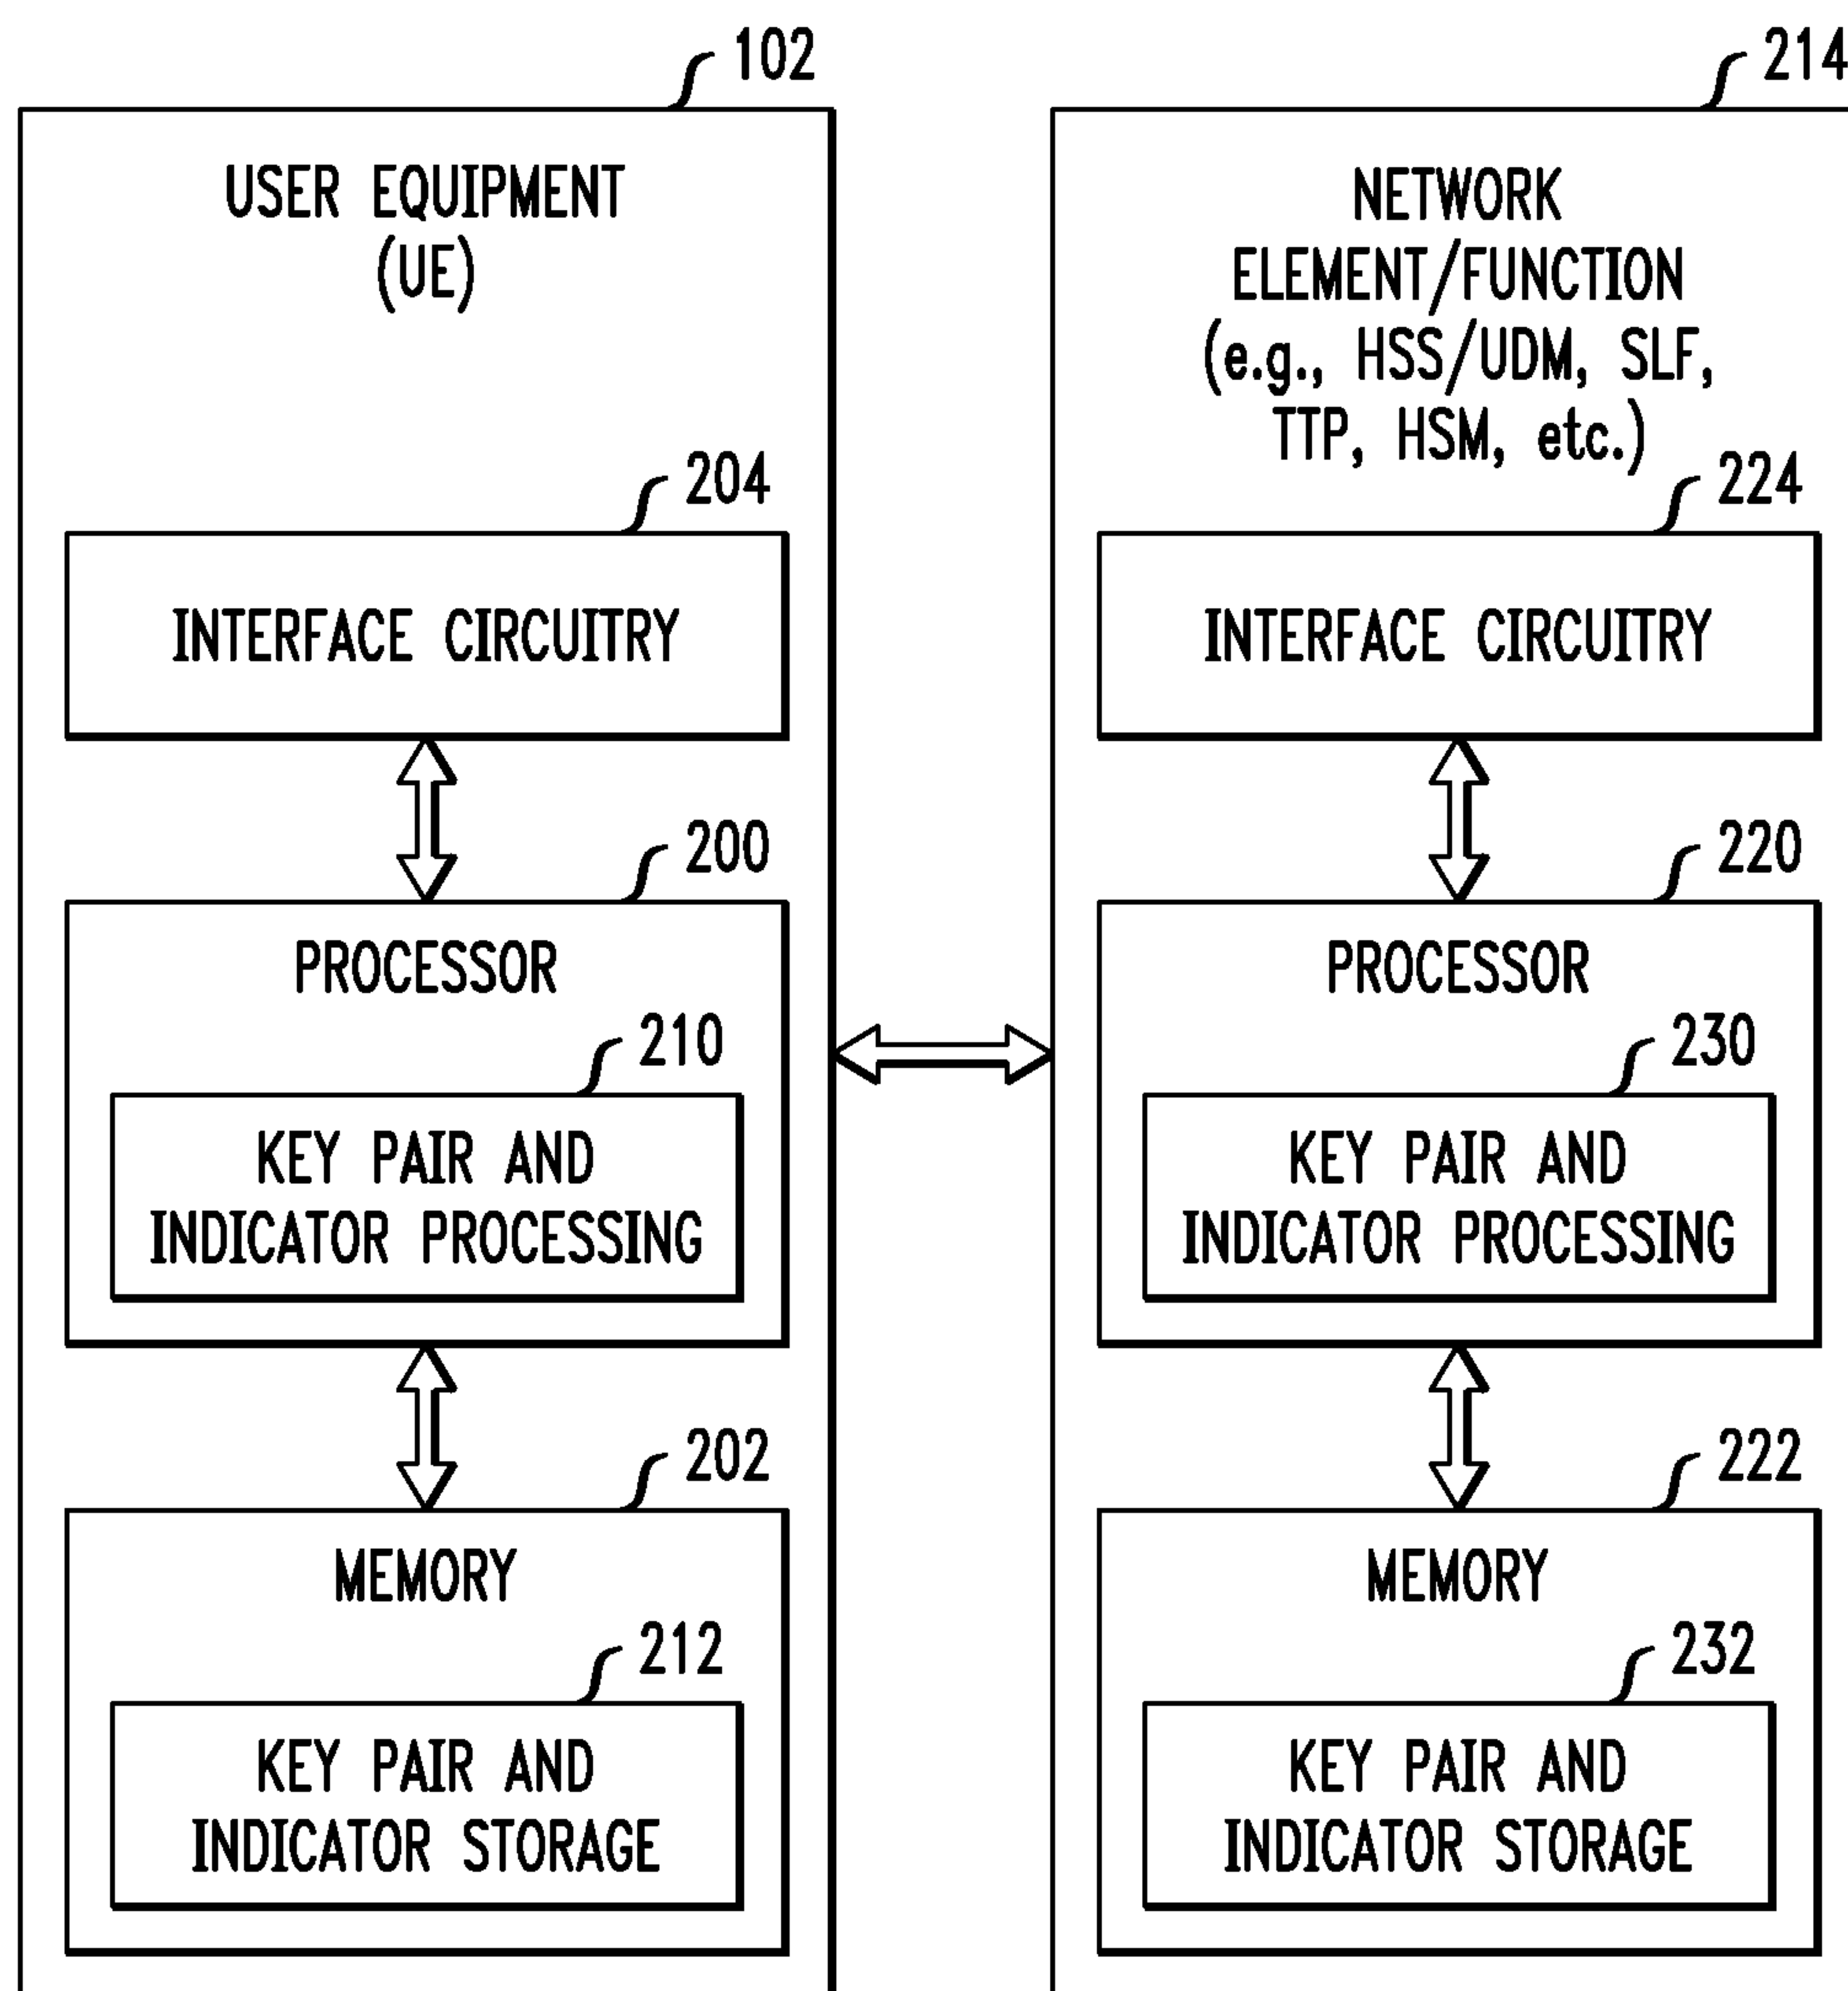 102
USER EQUIPMENT
(UE)
204
INTERFACE CIRCUITRY
200
PROCESSOR
210
KEY PAIR AND
INDICATOR PROCESSING
202
MEMORY
212
KEY PAIR AND
INDICATOR STORAGE
214
NETWORK
ELEMENT/FUNCTION
(e.g., HSS/UDM, SLF,
TTP, HSM, etc.)
224
INTERFACE CIRCUITRY
220
PROCESSOR
230
KEY PAIR AND
INDICATOR PROCESSING
222
MEMORY
232
KEY PAIR AND
INDICATOR STORAGE